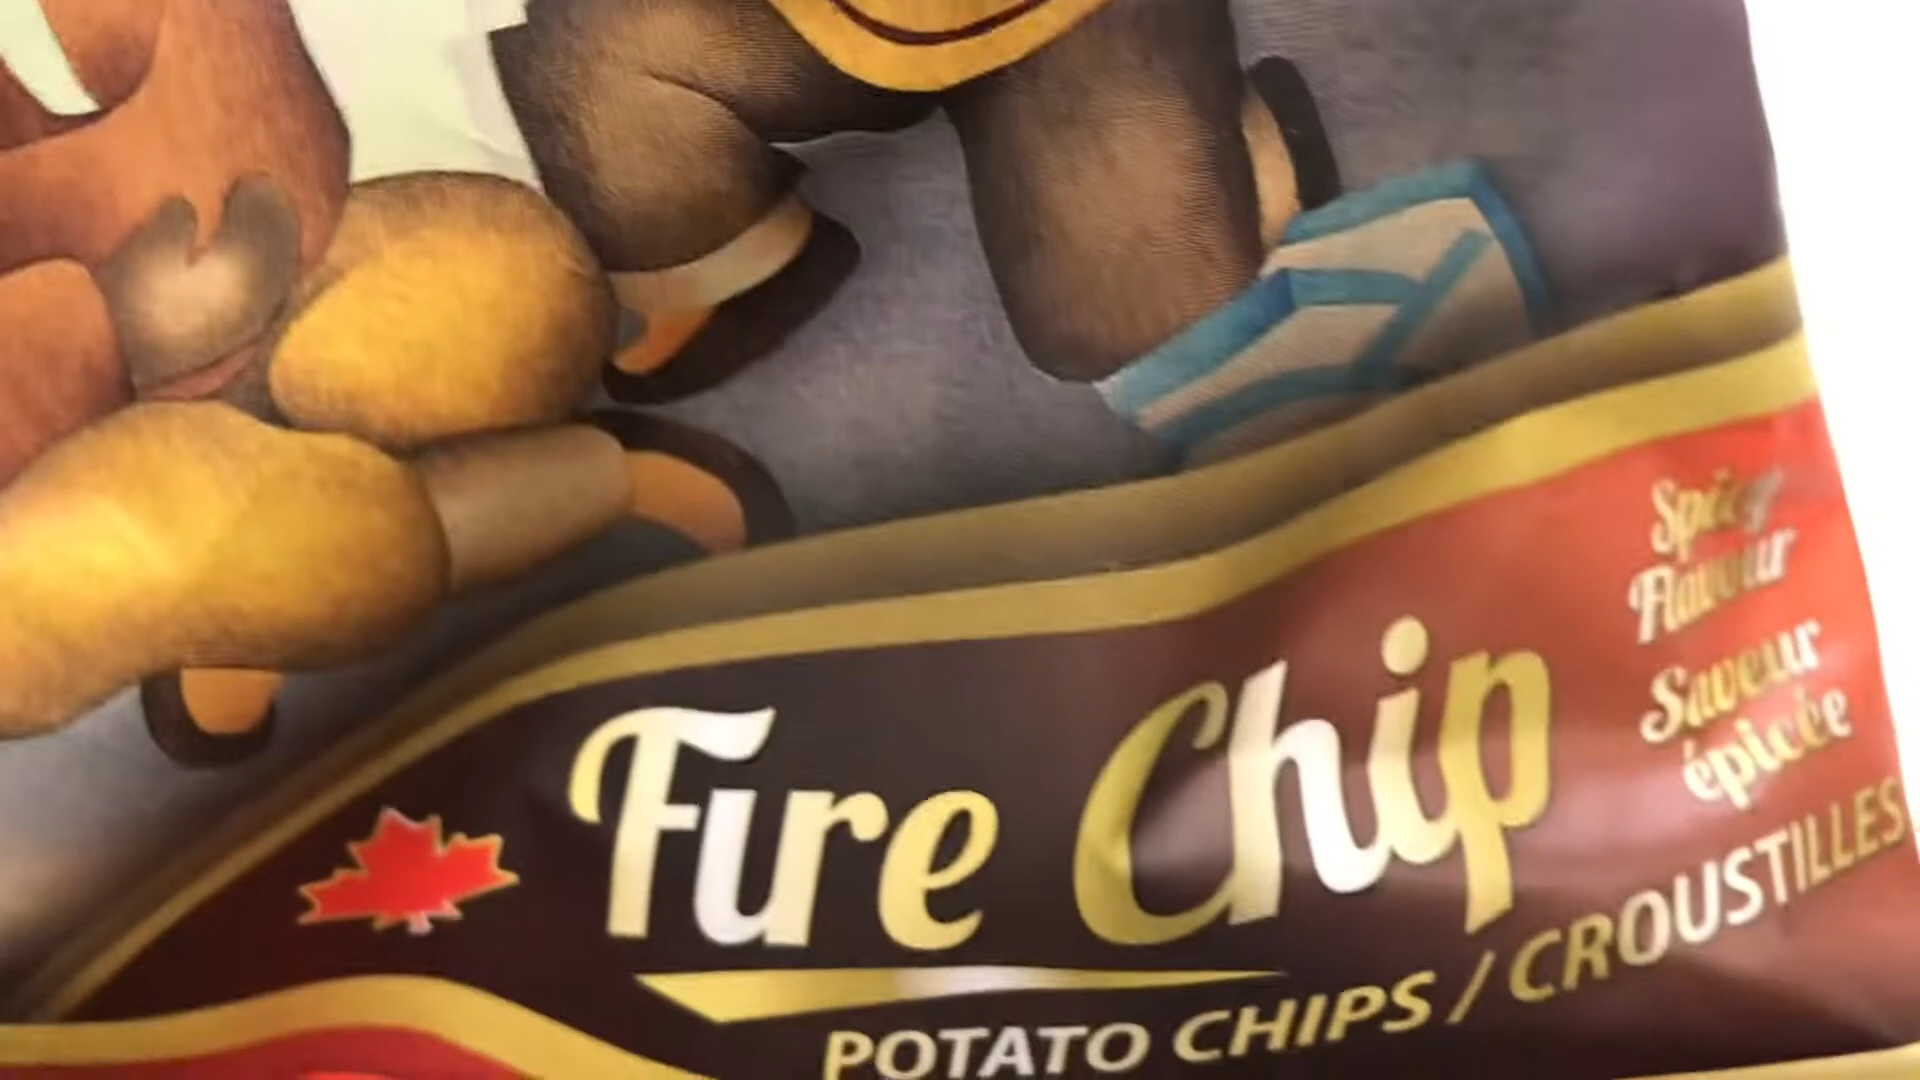 Fire Chip
POTATO CHIPS / CROUSTILLES
Spicy
Flavour
Saveur
épicée